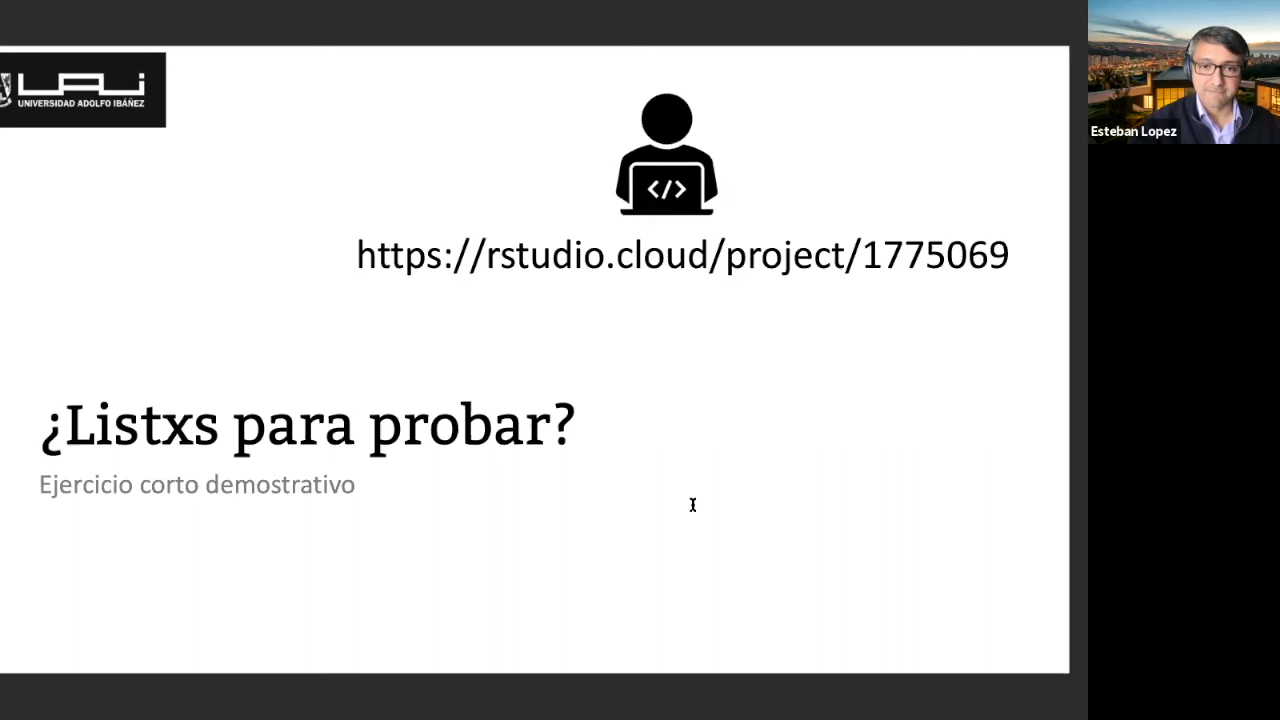 UAI
UNIVERSIDAD ADOLFO IBÁÑEZ
Esteban Lopez
</>
https://rstudio.cloud/project/1775069
¿Listxs para probar?
Ejercicio corto demostrativo